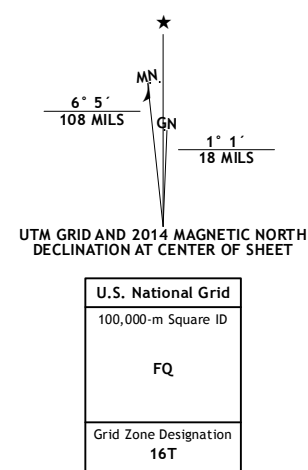 ★
MN
6° 5´
108 MILS
GN
1° 1´
18 MILS
UTM GRID AND 2014 MAGNETIC NORTH
DECLINATION AT CENTER OF SHEET
U.S. National Grid
100,000-m Square ID
FQ
Grid Zone Designation
16T